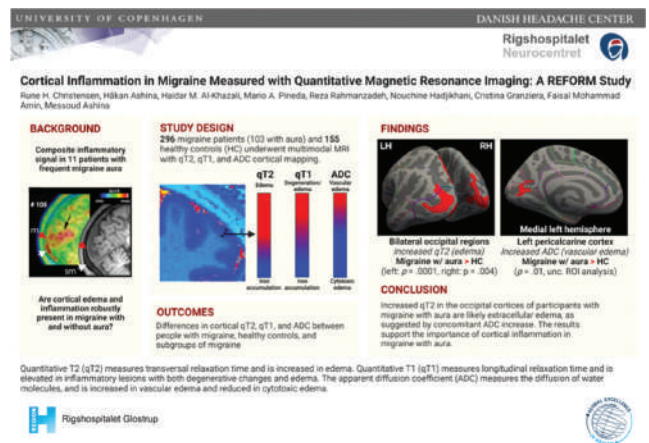 UNIVERSITY OF COPENHAGEN
DANISH HEADACHE CENTER
Rigshospitalet
Neurocentret
Cortical Inflammation in Migraine Measured with Quantitative Magnetic Resonance Imaging: A REFORM Study
Rune H. Christensen, Håkan Ashina, Haidar M. Al-Khazali, Mario A. Pineda, Reza Rahmanzadeh, Nouchine Hadjikhani, Cristina Granziera, Faisal Mohammad
Amin, Messoud Ashina
BACKGROUND
Composite inflammatory
signal in 11 patients with
frequent migraine aura
# 105
m
sm
Are cortical edema and
inflammation robustly
present in migraine with
and without aura?
STUDY DESIGN
296 migraine patients (103 with aura) and 155
healthy controls (HC) underwent multimodal MRI
with qT2, qT1, and ADC cortical mapping.
qT2 qT1 ADC
Edema
Degeneration/
edema
Vascular
edema
Iron
accumulation
Iron
accumulation
Cytotoxic
edema
OUTCOMES
Differences in cortical qT2, qT1, and ADC between
people with migraine, healthy controls, and
subgroups of migraine
FINDINGS
LH RH
Medial left hemisphere
Bilateral occipital regions
Increased qT2 (edema)
Migraine w/ aura > HC
(left: p = .0001, right: p = .004)
Left pericalcarine cortex
Increased ADC (vascular edema)
Migraine w/ aura > HC
(p = .01, unc. ROI analysis)
CONCLUSION
Increased qT2 in the occipital cortices of participants with
migraine with aura are likely extracellular edema, as
suggested by concomitant ADC increase. The results
support the importance of cortical inflammation in
migraine with aura.
Quantitative T2 (qT2) measures transversal relaxation time and is increased in edema. Quantitative T1 (qT1) measures longitudinal relaxation time and is
elevated in inflammatory lesions with both degenerative changes and edema. The apparent diffusion coefficient (ADC) measures the diffusion of water
molecules, and is increased in vascular edema and reduced in cytotoxic edema.
REGION
H
Rigshospitalet Glostrup